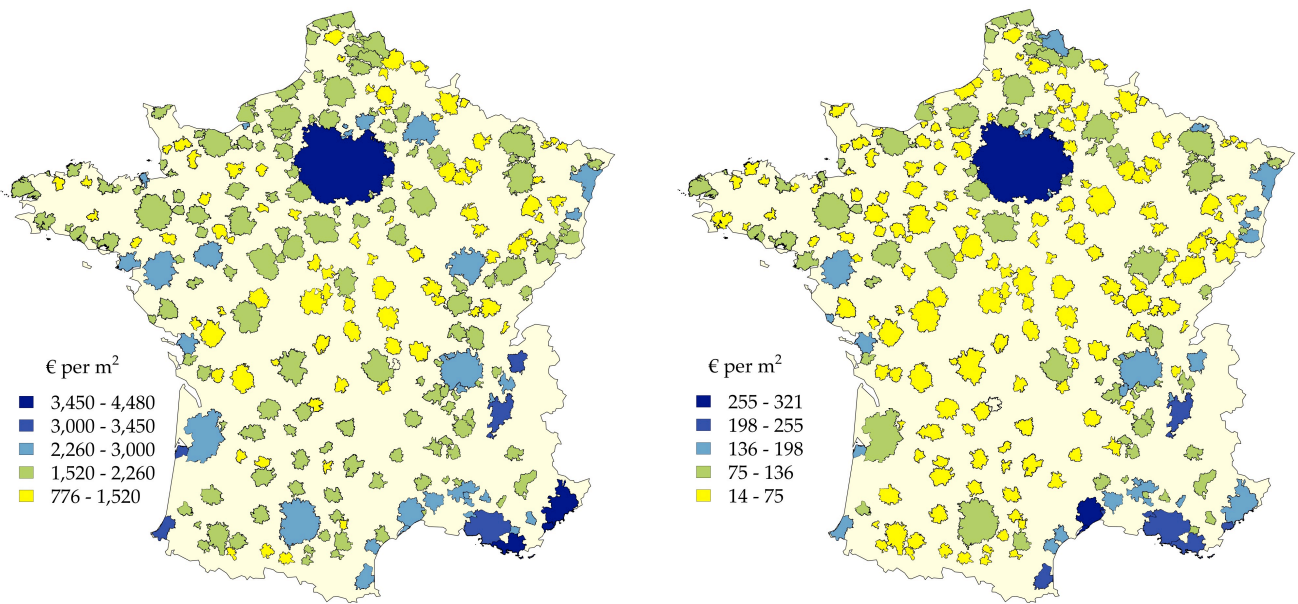 € per m²
3,450 - 4,480
3,000 - 3,450
2,260 - 3,000
1,520 - 2,260
776 - 1,520
€ per m²
255 - 321
198 - 255
136 - 198
75 - 136
14 - 75